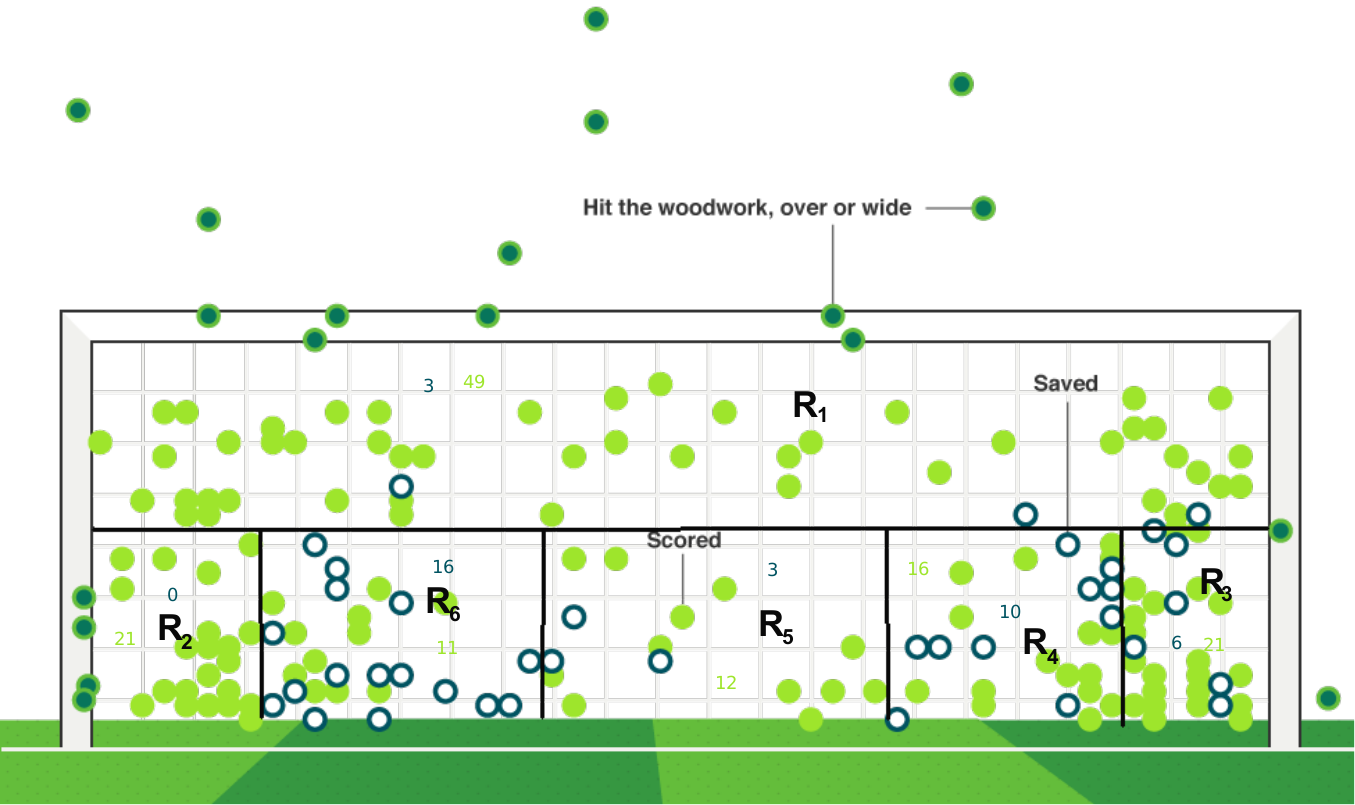 Hit the woodwork, over or wide
3 49
Saved
R1
Scored
0
21
R2
16
R6
11
3
R5
12
16
10
R4
R3
6 21